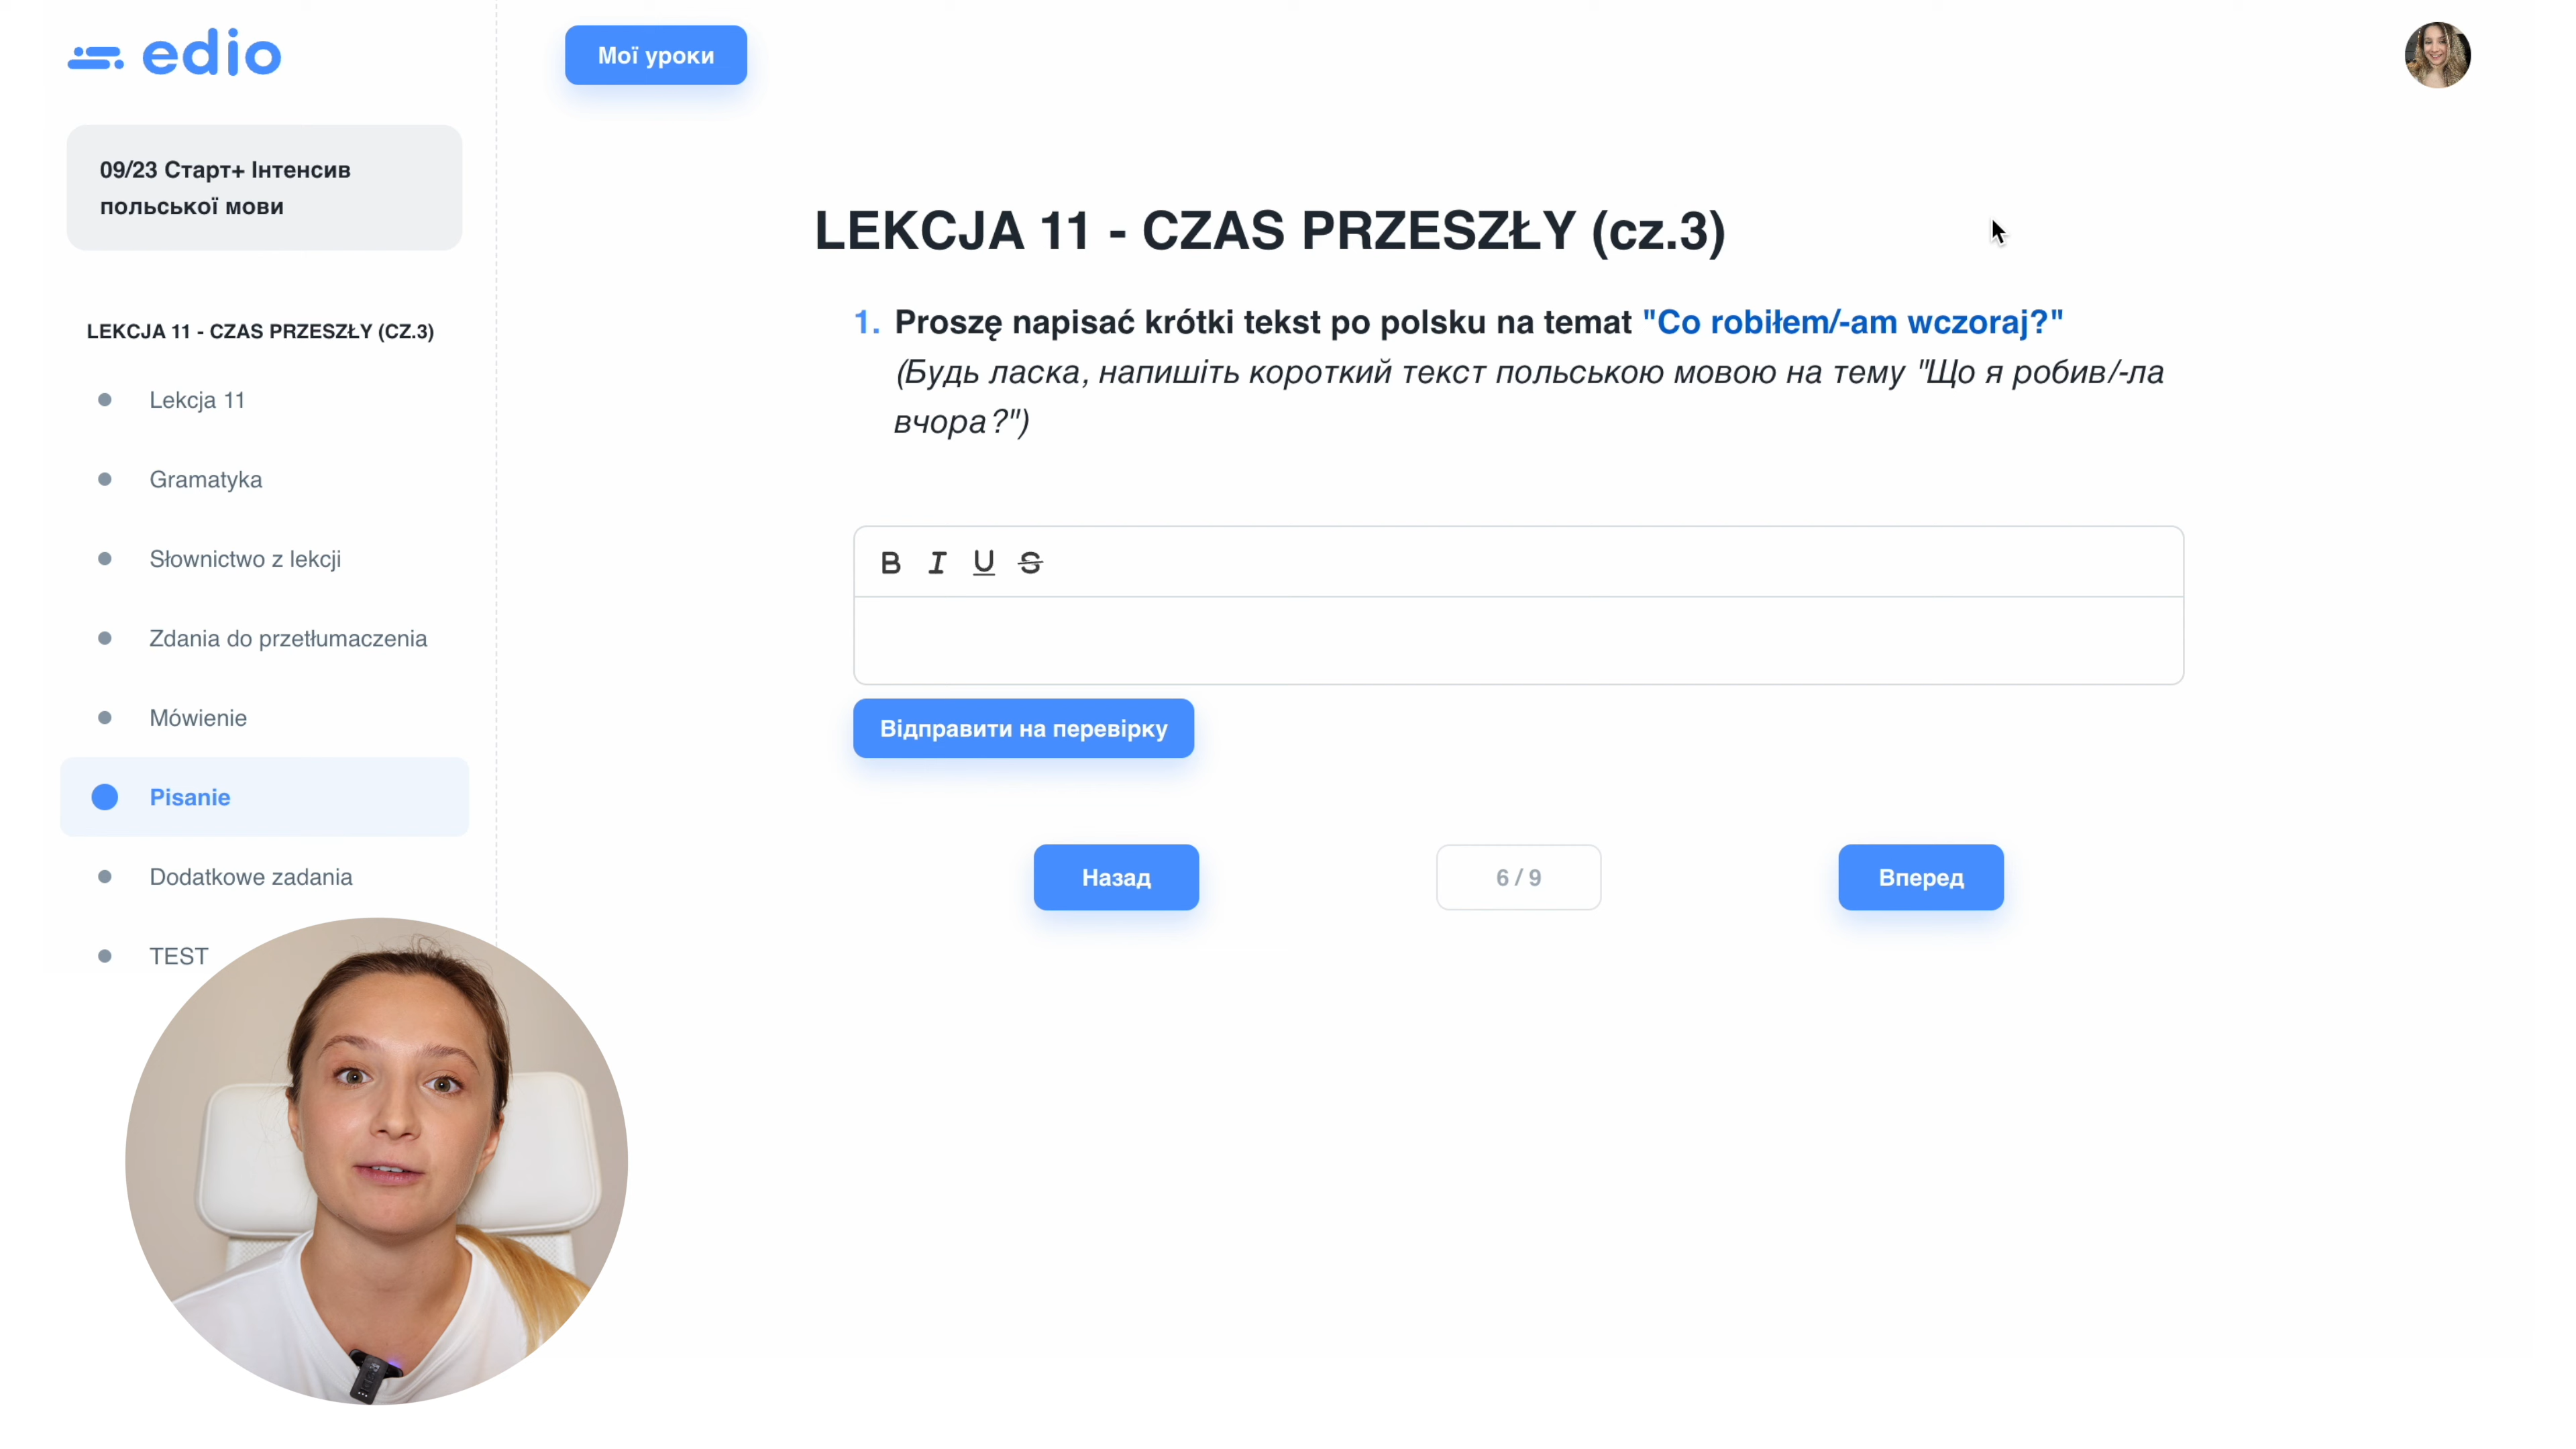 edio
Мої уроки
09/23 Старт+ Інтенсив
польської мови
LEKCJA 11 - CZAS PRZESZŁY (CZ.3)
Lekcja 11
Gramatyka
Słownictwo z lekcji
Zdania do przetłumaczenia
Mówienie
Pisanie
Dodatkowe zadania
TEST
LEKCJA 11 - CZAS PRZESZŁY (cz.3)
1. Proszę napisać krótki tekst po polsku na temat "Co robiłem/-am wczoraj?"
(Будь ласка, напишіть короткий текст польською мовою на тему "Що я робив/-ла
вчора?")
B I U S
Відправити на перевірку
Назад
6 / 9
Вперед